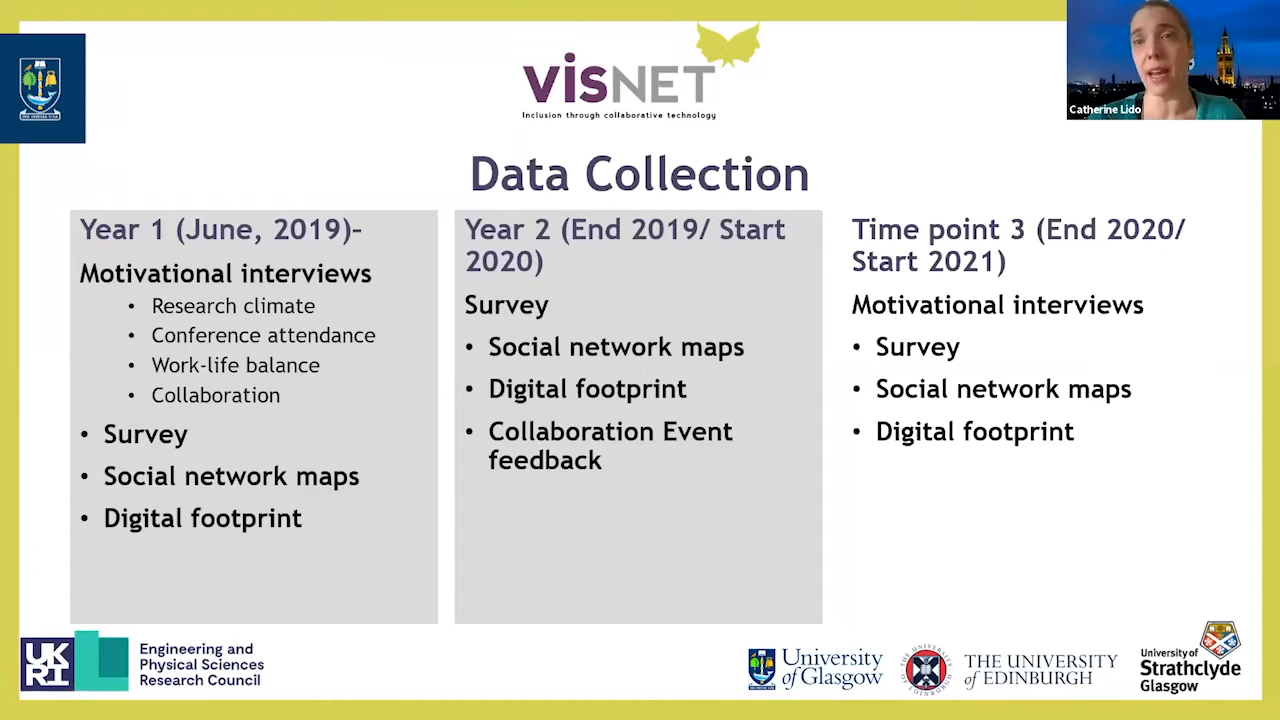 visNET
Inclusion through collaborative technology
Catherine Lido
Data Collection
Year 1 (June, 2019)–
Motivational interviews
• Research climate
• Conference attendance
• Work-life balance
• Collaboration
• Survey
• Social network maps
• Digital footprint
Year 2 (End 2019/ Start
2020)
Survey
• Social network maps
• Digital footprint
• Collaboration Event
feedback
Time point 3 (End 2020/
Start 2021)
Motivational interviews
• Survey
• Social network maps
• Digital footprint
UK
RI
Engineering and
Physical Sciences
Research Council
University
of Glasgow
THE UNIVERSITY
of EDINBURGH
University of
Strathclyde
Glasgow